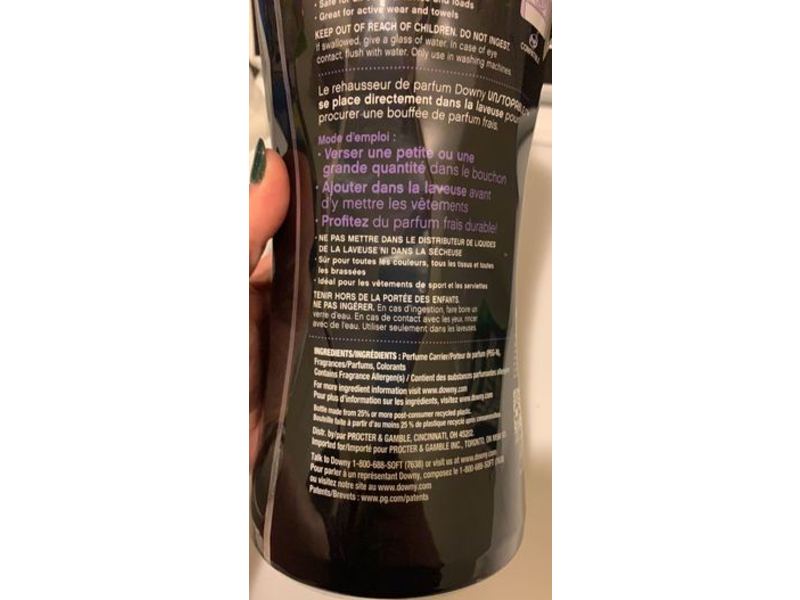 · Safe for all
and loads
· Great for active wear and towels
KEEP OUT OF REACH OF CHILDREN. DO NOT INGEST.
If swallowed, give a glass of water. In case of eye
contact, flush with water. Only use in washing machines.
Le rehausseur de parfum Downy UNSTOPABLES
se place directement dans la laveuse pour
procurer une bouffée de parfum frais.
Mode d'emploi :
· Verser une petite ou une
grande quantité dans le bouchon
· Ajouter dans la laveuse avant
d'y mettre les vêtements
· Profitez du parfum frais durable!
· NE PAS METTRE DANS LE DISTRIBUTEUR DE LIQUIDES
DE LA LAVEUSE NI DANS LA SÉCHEUSE
· Sûr pour toutes les couleurs, tous les tissus et toutes
les brassées
· Idéal pour les vêtements de sport et les serviettes
TENIR HORS DE LA PORTÉE DES ENFANTS.
NE PAS INGÉRER. En cas d'ingestion, faire boire un
verre d'eau. En cas de contact avec les yeux, rincer
avec de l'eau. Utiliser seulement dans les laveuses.
INGREDIENTS/INGRÉDIENTS : Perfume Carrier/Porteur de parfum (PEG-N),
Fragrances/Parfums, Colorants
Contains Fragrance Allergen(s) / Contient des substances parfumantes allergènes
For more ingredient information visit www.downy.com
Pour plus d'information sur les ingrédients, visitez www.downy.com
Bottle made from 25% or more post-consumer recycled plastic.
Bouteille faite à partir d'au moins 25 % de plastique recyclé après consommation
Distr. by/par PROCTER & GAMBLE, CINCINNATI, OH 45202.
Imported for/Importé pour PROCTER & GAMBLE INC., TORONTO, ON
Talk to Downy 1-800-688-SOFT (7638) or visit us at www.downy.com
Pour parler à un représentant Downy, composez le 1-800-688-SOFT (7638)
ou visitez notre site au www.downy.com
Patents/Brevets : www.pg.com/patents